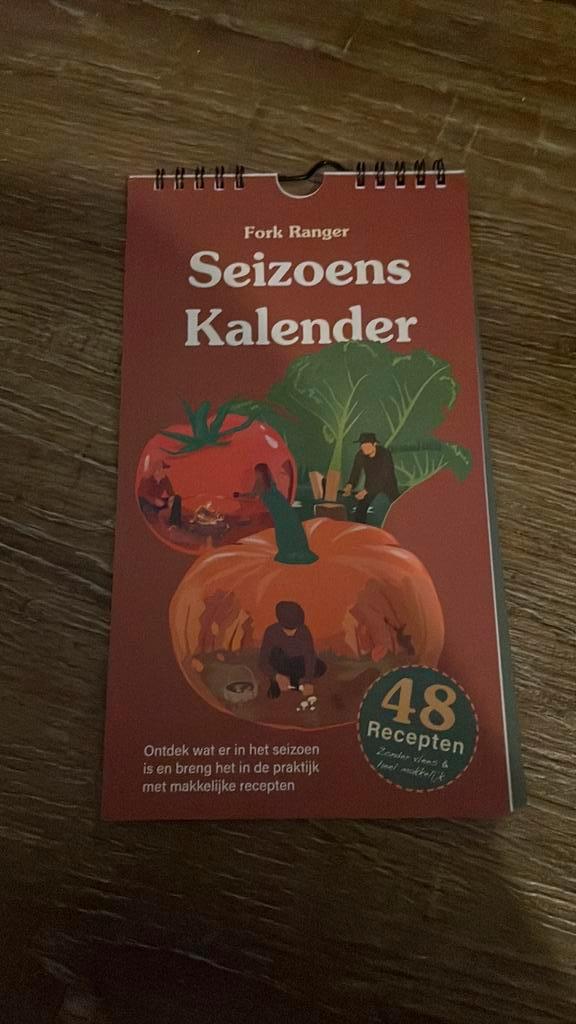 Fork Ranger
Seizoens
Kalender
48
Recepten
Zonder vlees &
heel makkelijk
Ontdek wat er in het seizoen
is en breng het in de praktijk
met makkelijke recepten